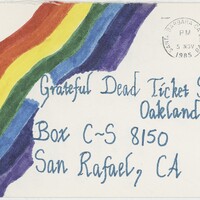 PM
5 NOV
1985
Grateful Dead Ticket S
Oakland
Box C-S 8150
San Rafael, CA